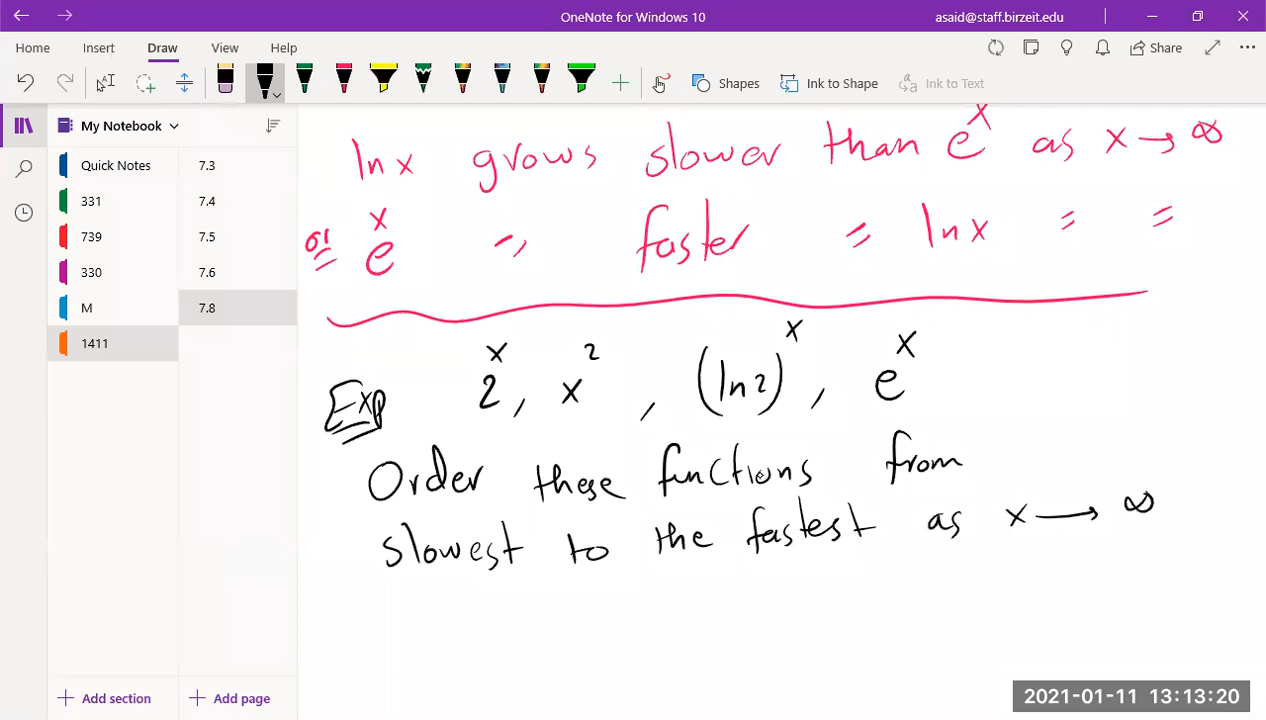 OneNote for Windows 10
asaid@staff.birzeit.edu
Home Insert Draw View Help
Share
Shapes
Ink to Shape
Ink to Text
My Notebook
Quick Notes
331
739
330
M
1411
7.3
7.4
7.5
7.6
7.8
ln x grows slower than e^x as x → ∞
or e^x = faster = ln x = =
Exp 2^x, x^2, (ln 2)^x, e^x
Order these functions from
slowest to the fastest as x → ∞
Add section
Add page
2021-01-11 13:13:20